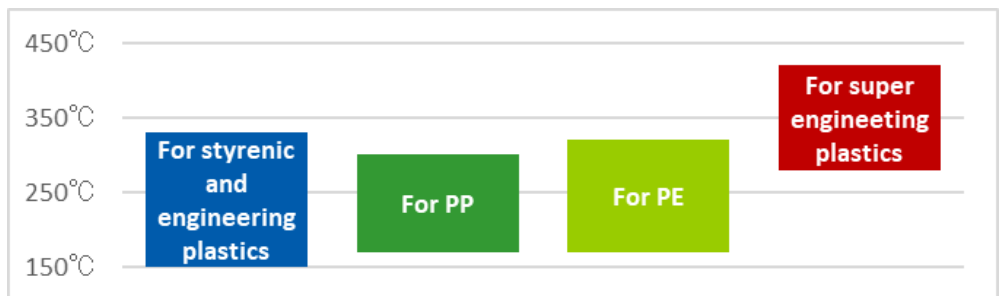 450℃
350℃
250℃
150℃
For styrenic
and
engineering
plastics
For PP
For PE
For super
engineeting
plastics